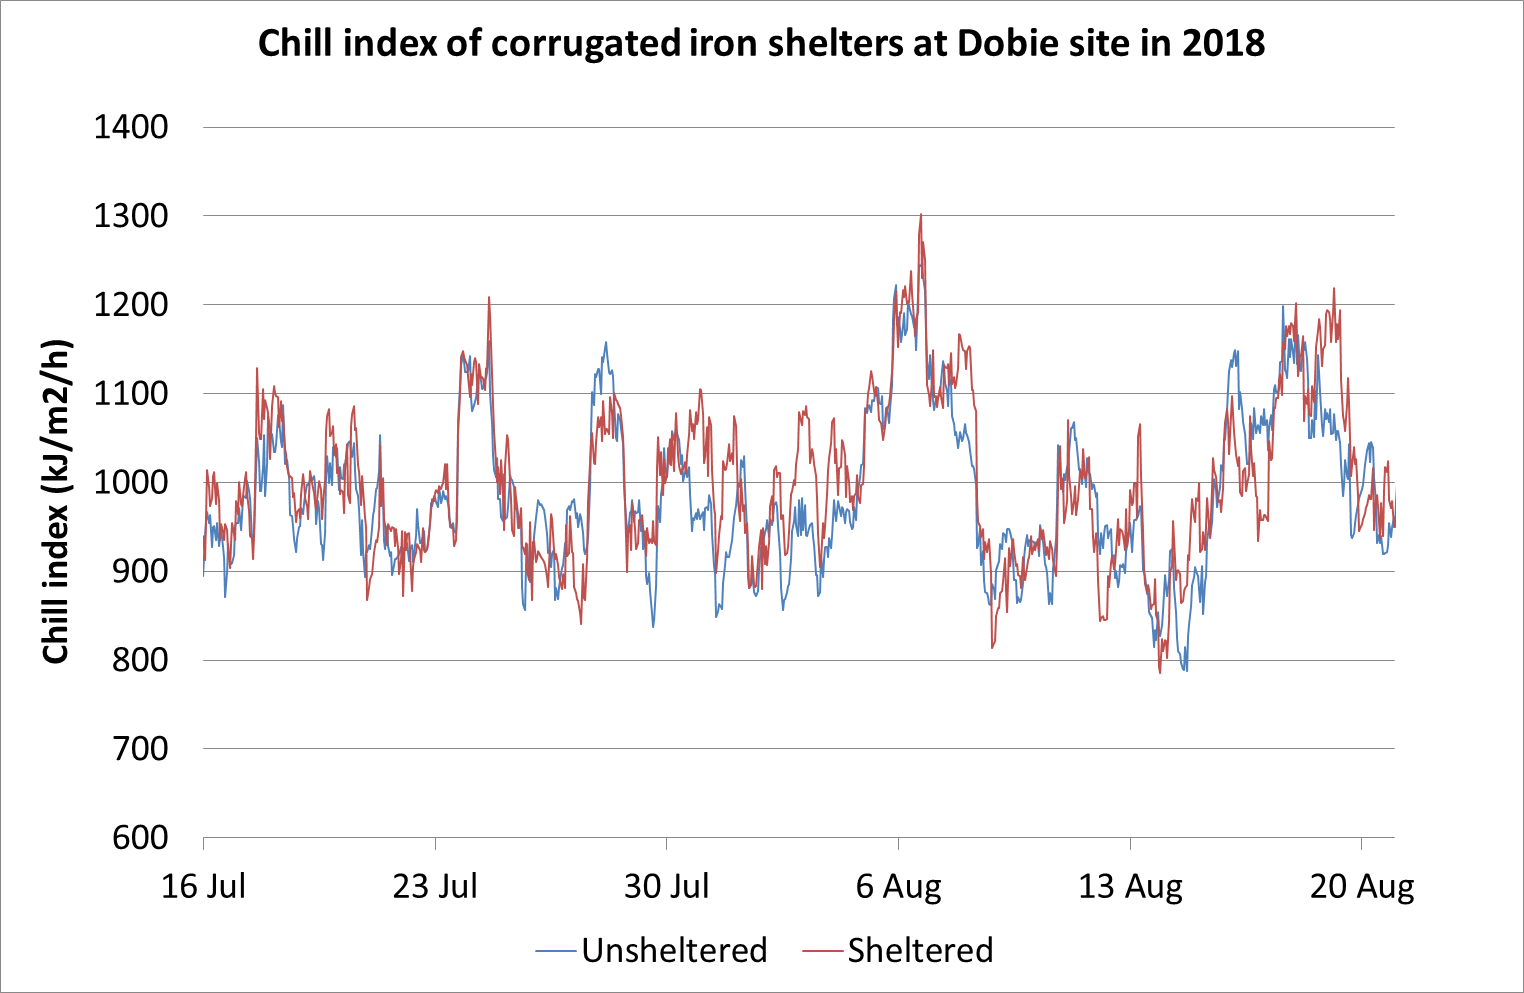 Chill index of corrugated iron shelters at Dobie site in 2018
Chill index (kJ/m2/h)
1400
1300
1200
1100
1000
900
800
700
600
16 Jul 23 Jul 30 Jul 6 Aug 13 Aug 20 Aug
Unsheltered Sheltered